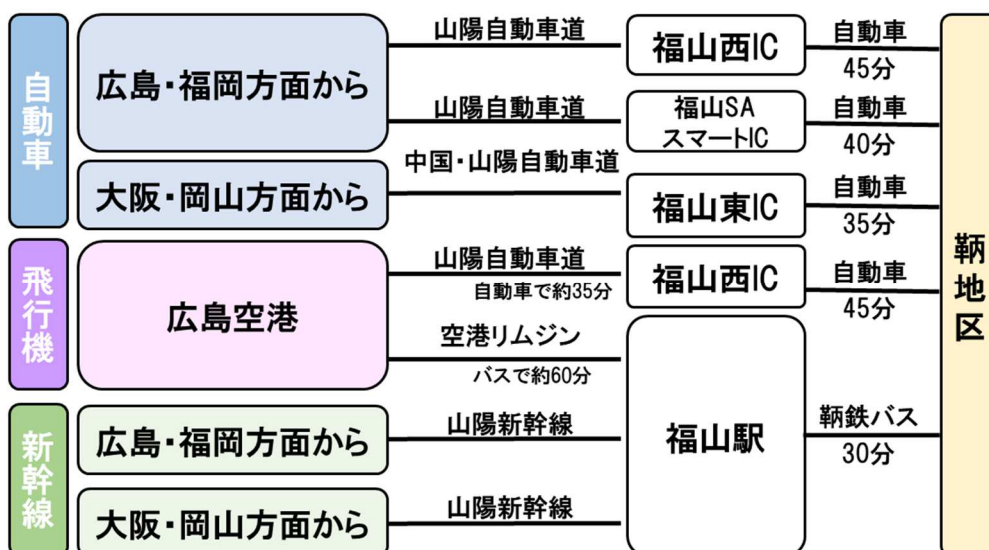 自動車
広島・福岡方面から
山陽自動車道
福山西IC
自動車
45分
山陽自動車道
福山SA
スマートIC
自動車
40分
大阪・岡山方面から
中国・山陽自動車道
福山東IC
自動車
35分
飛行機
広島空港
山陽自動車道
自動車で約35分
福山西IC
自動車
45分
空港リムジン
バスで約60分
福山駅
鞆鉄バス
30分
新幹線
広島・福岡方面から
山陽新幹線
大阪・岡山方面から
山陽新幹線
鞆地区